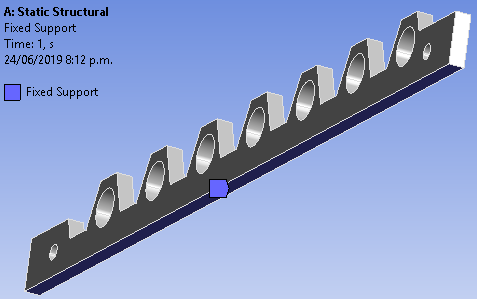 A: Static Structural
Fixed Support
Time: 1, s
24/06/2019 8:12 p.m.
Fixed Support